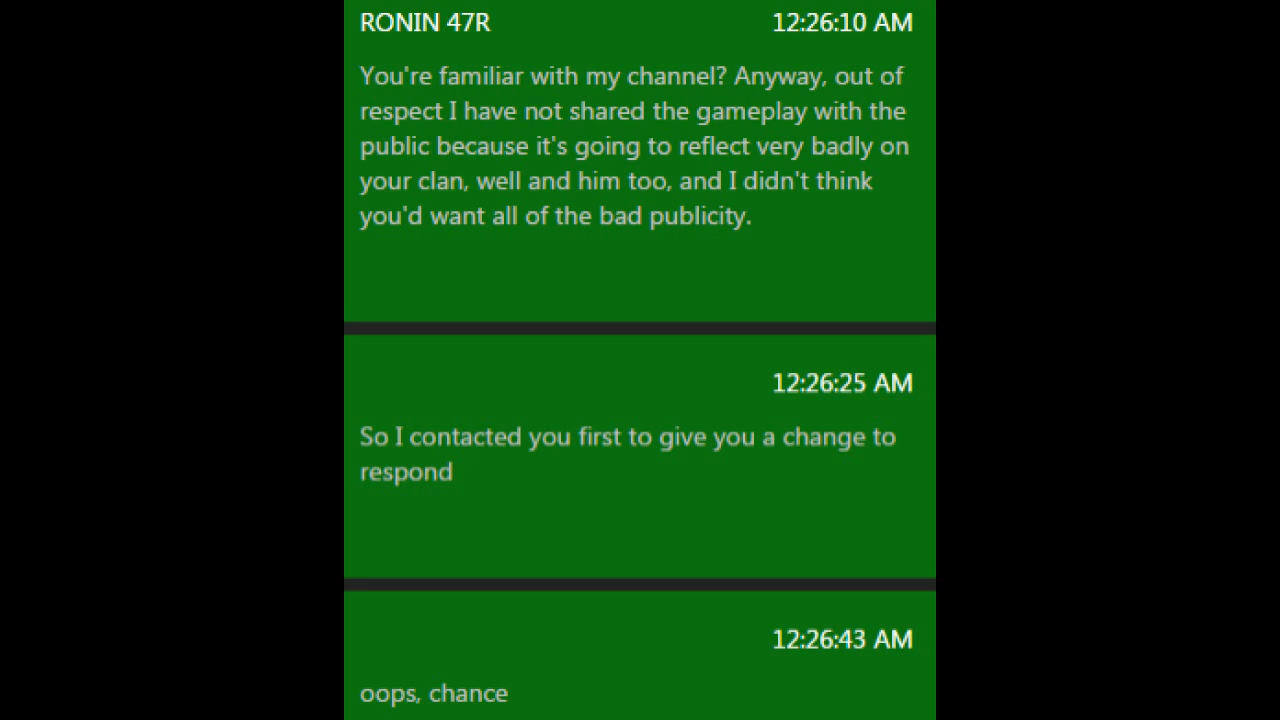 RONIN 47R 12:26:10 AM
You're familiar with my channel? Anyway, out of
respect I have not shared the gameplay with the
public because it's going to reflect very badly on
your clan, well and him too, and I didn't think
you'd want all of the bad publicity.
12:26:25 AM
So I contacted you first to give you a change to
respond
12:26:43 AM
oops, chance